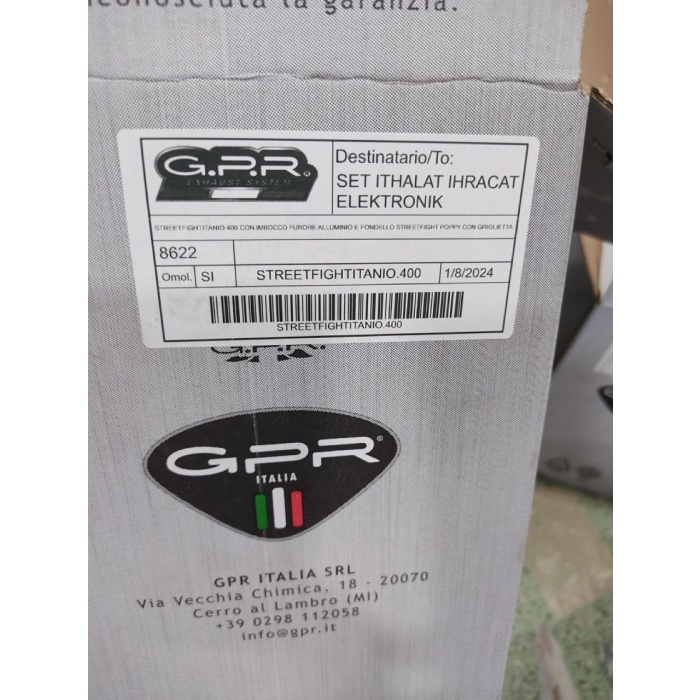 la garanzia.
G.P.R.®
EXHAUST SYSTEM
Destinatario/To:
SET ITHALAT IHRACAT
ELEKTRONIK
STREETFIGHTITANIO 400 CON IMBOCCO FURORE ALLUMINIO E FONDELLO STREETFIGHT POPPY CON GRIGLIETTA
8622
Omol. SI STREETFIGHTITANIO.400 1/8/2024
STREETFIGHTITANIO.400
G.P.R.
GPR®
ITALIA
GPR ITALIA SRL
Via Vecchia Chimica, 18 - 20070
Cerro al Lambro (MI)
+39 0298 112058
info@gpr.it